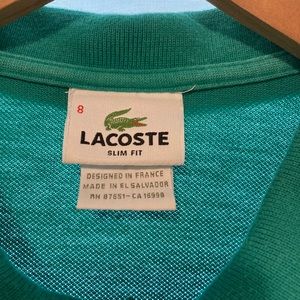 8
LACOSTE
SLIM FIT
DESIGNED IN FRANCE
MADE IN EL SALVADOR
RN 87651-CA 16998